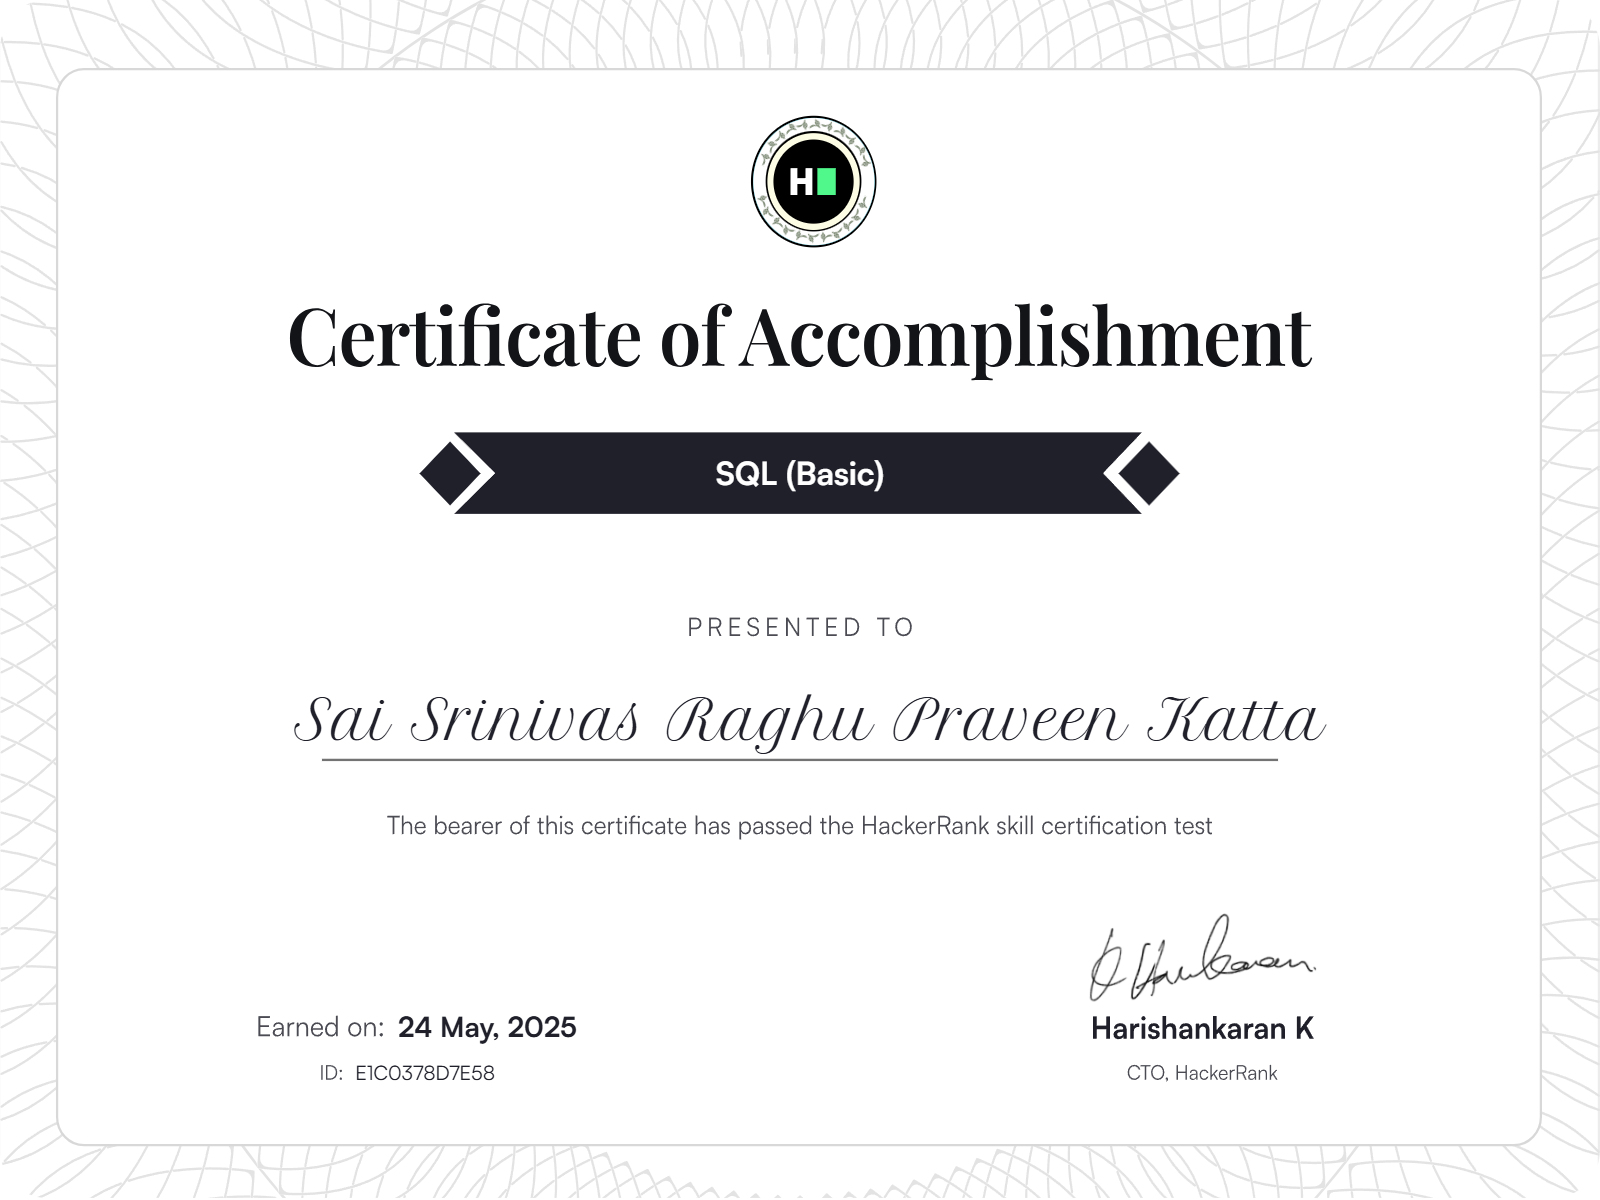 H
Certificate of Accomplishment
SQL (Basic)
PRESENTED TO
Sai Srinivas Raghu Praveen Katta
The bearer of this certificate has passed the HackerRank skill certification test
Earned on: 24 May, 2025
ID: E1C0378D7E58
Harishankaran K
CTO, HackerRank